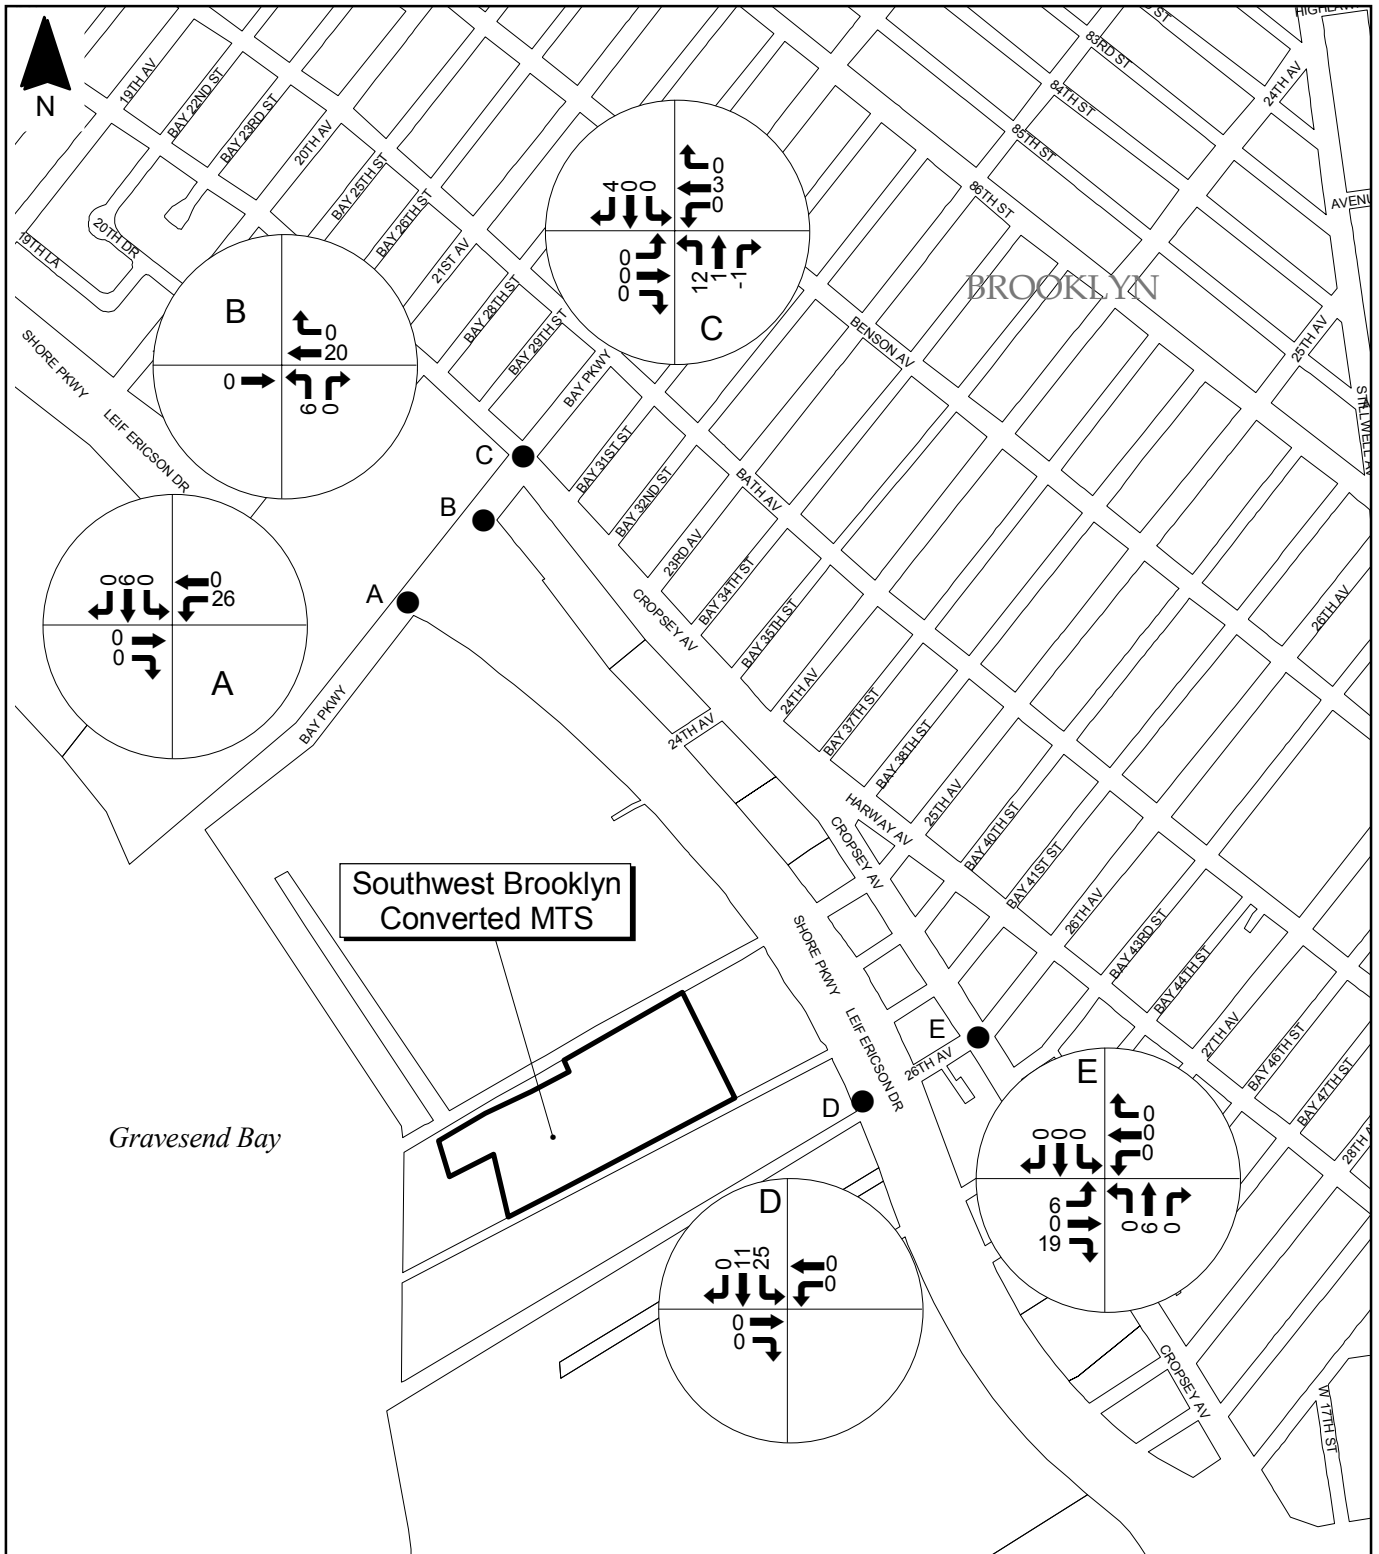 N
19TH AV
BAY 22ND ST
BAY 23RD ST
20TH AV
BAY 25TH ST
BAY 26TH ST
21ST AV
BAY 28TH ST
BAY 29TH ST
BAY PKWY
BAY 31ST ST
BAY 32ND ST
23RD AV
BAY 34TH ST
BAY 35TH ST
24TH AV
BAY 37TH ST
BAY 38TH ST
25TH AV
BAY 40TH ST
BAY 41ST ST
26TH AV
BAY 43RD ST
BAY 44TH ST
27TH AV
BAY 46TH ST
BAY 47TH ST
28TH AV
ST
83RD ST
84TH ST
85TH ST
86TH ST
24TH AV
AVENU
25TH AV
STILLWELL AV
26TH AV
BROOKLYN
BENSON AV
BATH AV
CROPSEY AV
HARWAY AV
CROPSEY AV
19TH LA
20TH DR
SHORE PKWY
LEIF ERICSON DR
BAY PKWY
24TH AV
SHORE PKWY
LEIF ERICSON DR
26TH AV
CROPSEY AV
W 17TH ST
C
4 0 0
0
3
0
0
0
0
12 1 -1
B
0
20
0
6 0
A
0 6 0
0
26
0
0
C
B
A
E
D
Southwest Brooklyn
Converted MTS
Gravesend Bay
E
0 0 0
0
0
0
6
0
19
0 6 0
D
0 11 25
0
0
0
0